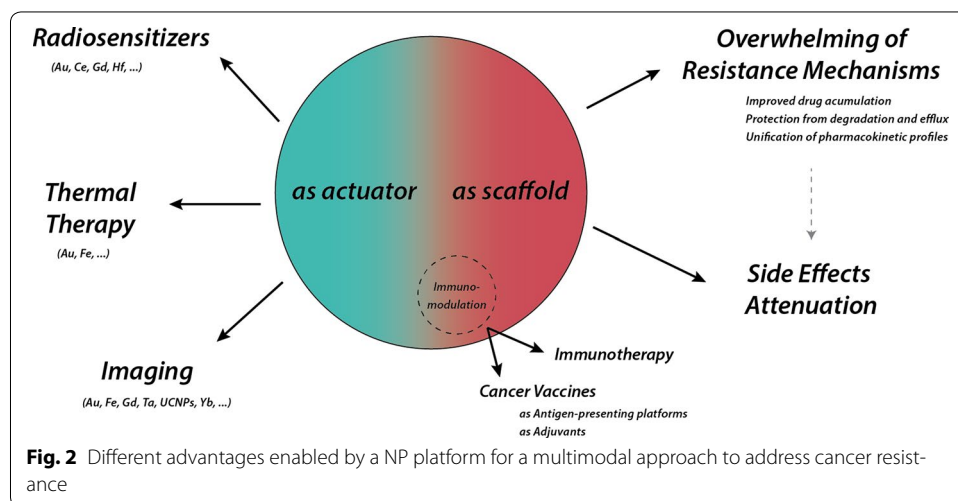 Radiosensitizers
(Au, Ce, Gd, Hf, ...)
Thermal
Therapy
(Au, Fe, ...)
Imaging
(Au, Fe, Gd, Ta, UCNPs, Yb, ...)
as actuator
as scaffold
Immuno-
modulation
Immunotherapy
Cancer Vaccines
as Antigen-presenting platforms
as Adjuvants
Overwhelming of
Resistance Mechanisms
Improved drug acumulation
Protection from degradation and efflux
Unification of pharmacokinetic profiles
Side Effects
Attenuation
Fig. 2 Different advantages enabled by a NP platform for a multimodal approach to address cancer resist-
ance